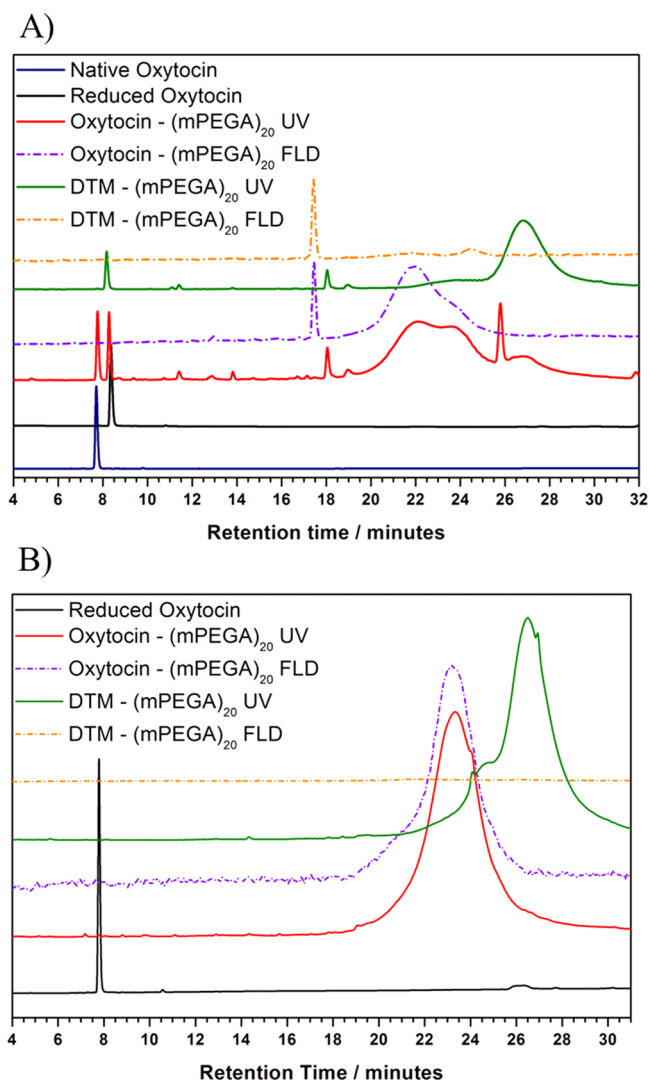 A)
Native Oxytocin
Reduced Oxytocin
Oxytocin - (mPEGA)20 UV
Oxytocin - (mPEGA)20 FLD
DTM - (mPEGA)20 UV
DTM - (mPEGA)20 FLD
4 6 8 10 12 14 16 18 20 22 24 26 28 30 32
Retention time / minutes
B)
Reduced Oxytocin
Oxytocin - (mPEGA)20 UV
Oxytocin - (mPEGA)20 FLD
DTM - (mPEGA)20 UV
DTM - (mPEGA)20 FLD
4 6 8 10 12 14 16 18 20 22 24 26 28 30
Retention Time / minutes